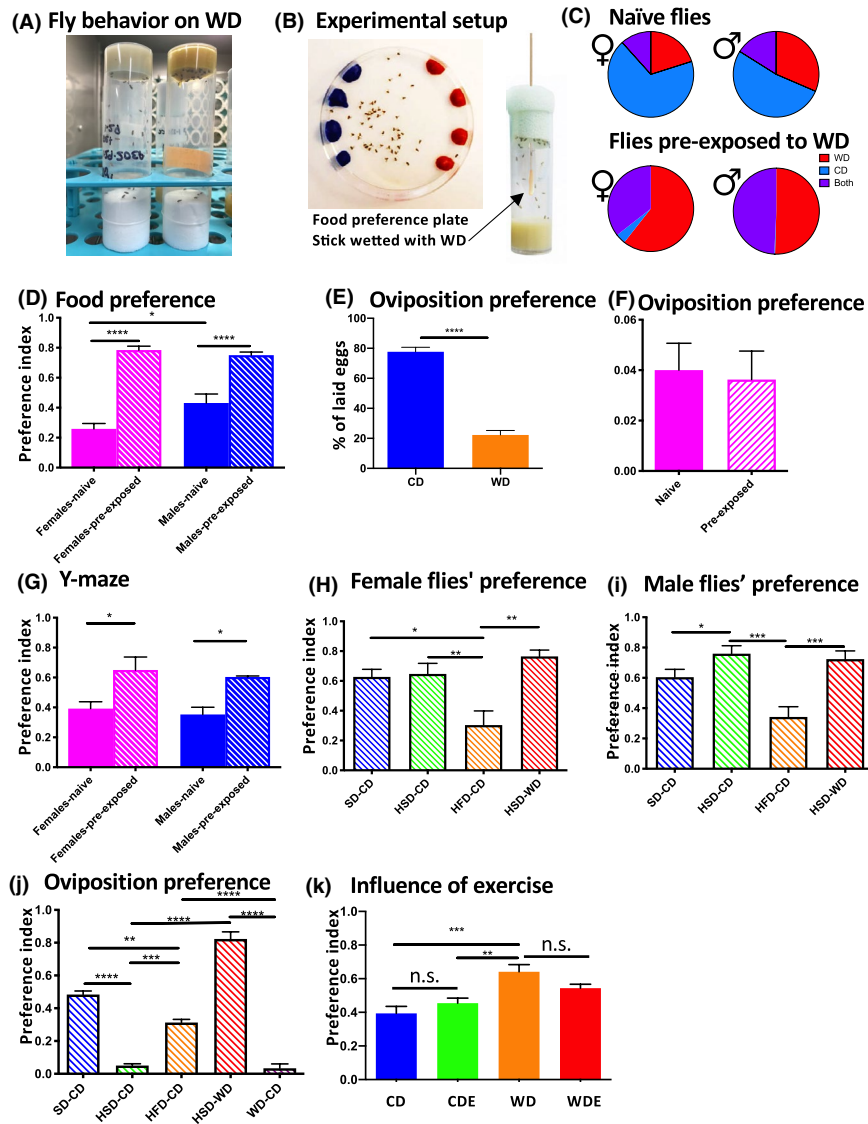 (A) Fly behavior on WD
(B) Experimental setup
Food preference plate
Stick wetted with WD
(C) Naïve flies
♀ ♂
Flies pre-exposed to WD
♀ ♂
WD
CD
Both
(D) Food preference
Preference index
1.0
0.8
0.6
0.4
0.2
0.0
*
**** ****
Females-naive
Females-pre-exposed
Males-naive
Males-pre-exposed
(E) Oviposition preference
% of laid eggs
100
80
60
40
20
0
****
CD WD
(F) Oviposition preference
0.06
0.04
0.02
0.00
Naive
Pre-exposed
(G) Y-maze
Preference index
1.0
0.8
0.6
0.4
0.2
0.0
* *
Females-naive
Females-pre-exposed
Males-naive
Males-pre-exposed
(H) Female flies' preference
Preference index
1.0
0.8
0.6
0.4
0.2
0.0
* **
**
SD-CD
HSD-CD
HFD-CD
HSD-WD
(i) Male flies’ preference
Preference index
1.0
0.8
0.6
0.4
0.2
0.0
* *** ***
SD-CD
HSD-CD
HFD-CD
HSD-WD
(j) Oviposition preference
Preference index
1.0
0.8
0.6
0.4
0.2
0.0
****
**** ****
**
***
****
SD-CD
HSD-CD
HFD-CD
HSD-WD
WD-CD
(k) Influence of exercise
Preference index
1.0
0.8
0.6
0.4
0.2
0.0
***
n.s. ** n.s.
CD CDE WD WDE